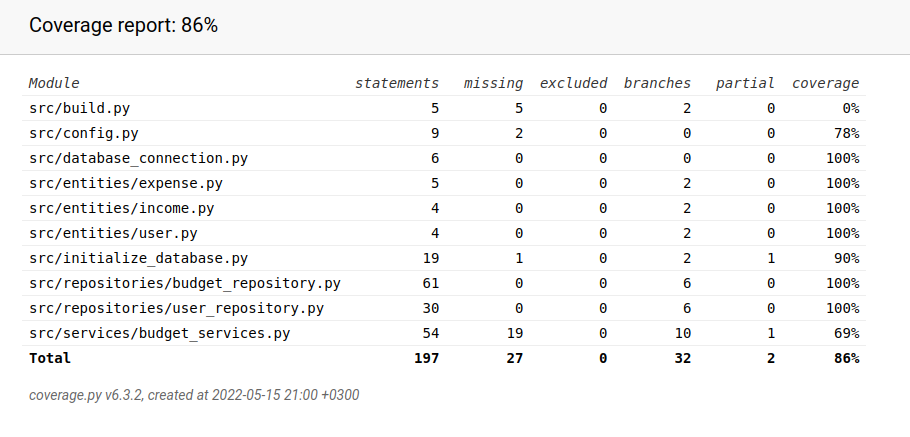 Coverage report: 86%
Module statements missing excluded branches partial coverage
src/build.py 5 5 0 2 0 0%
src/config.py 9 2 0 0 0 78%
src/database_connection.py 6 0 0 0 0 100%
src/entities/expense.py 5 0 0 2 0 100%
src/entities/income.py 4 0 0 2 0 100%
src/entities/user.py 4 0 0 2 0 100%
src/initialize_database.py 19 1 0 2 1 90%
src/repositories/budget_repository.py 61 0 0 6 0 100%
src/repositories/user_repository.py 30 0 0 6 0 100%
src/services/budget_services.py 54 19 0 10 1 69%
Total 197 27 0 32 2 86%
coverage.py v6.3.2, created at 2022-05-15 21:00 +0300